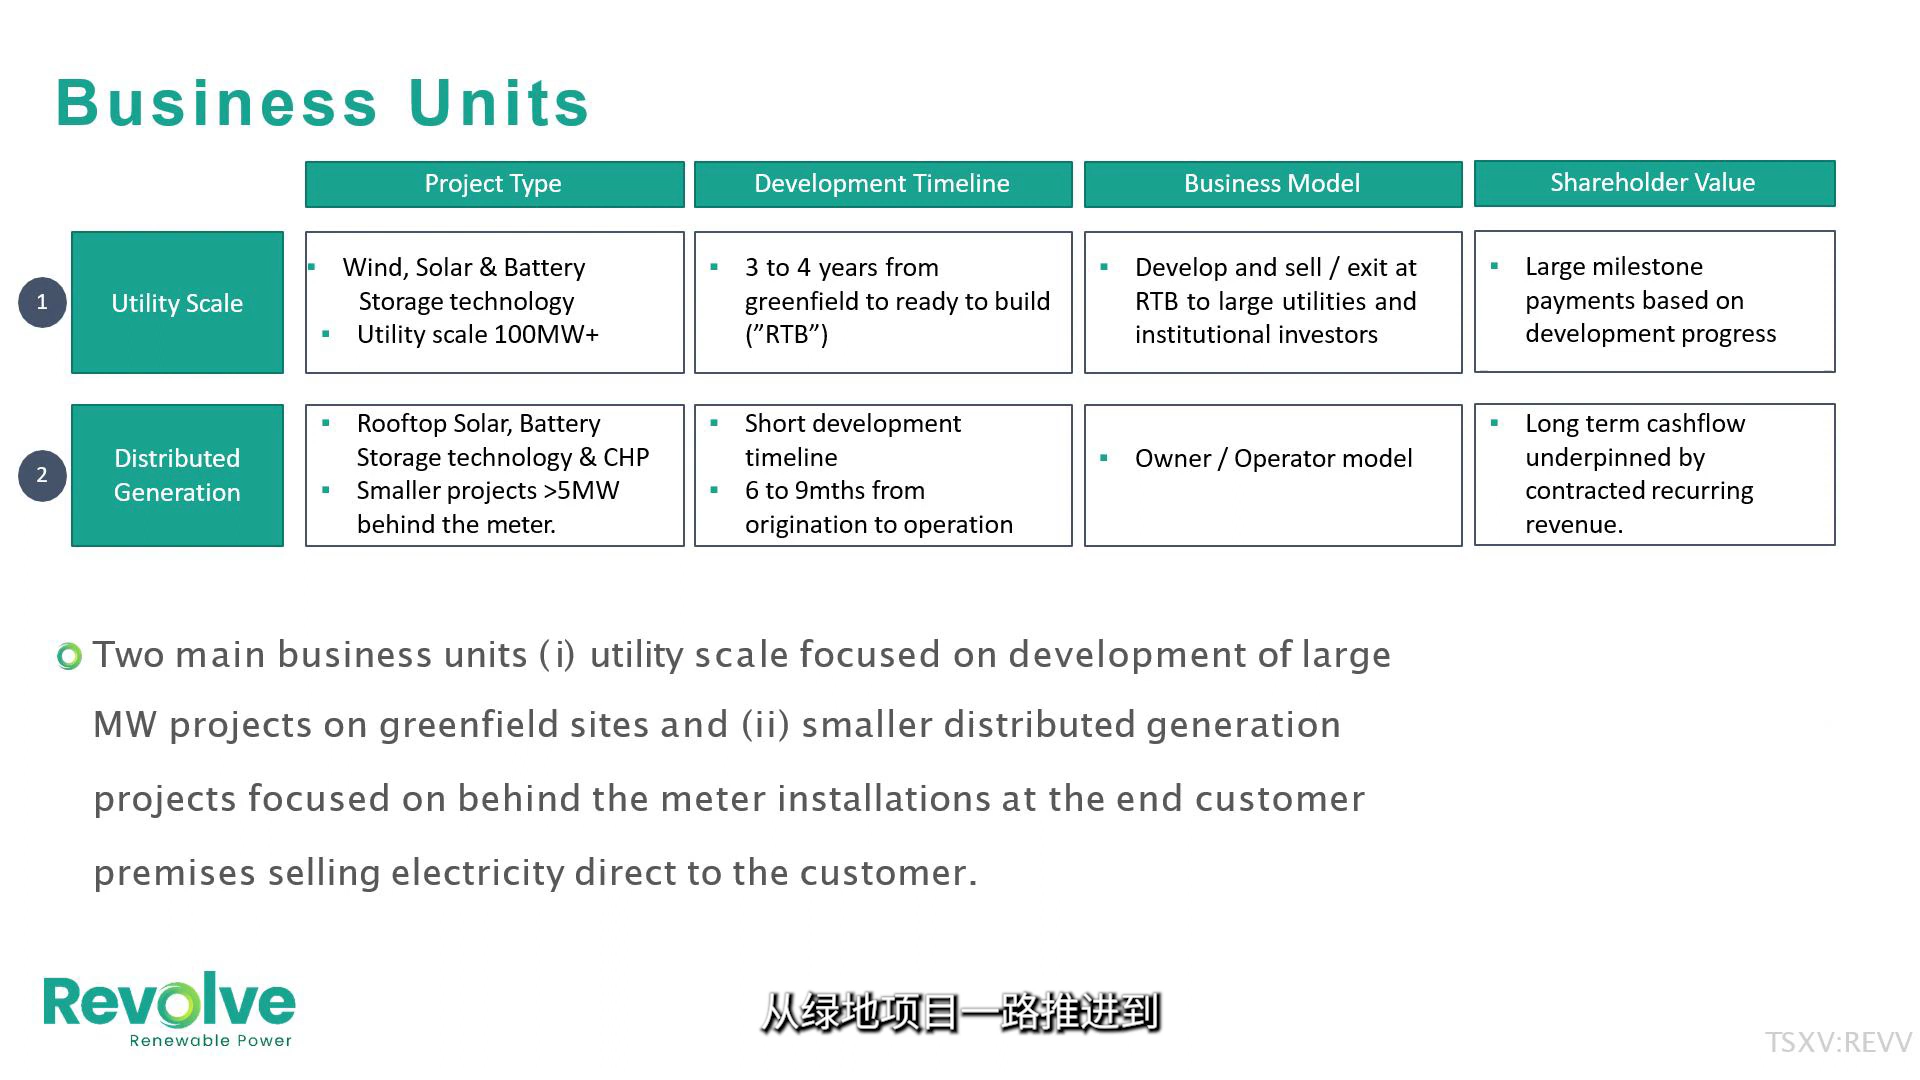 Business Units
Project Type
Development Timeline
Business Model
Shareholder Value
1
Utility Scale
▪ Wind, Solar & Battery
Storage technology
▪ Utility scale 100MW+
▪ 3 to 4 years from
greenfield to ready to build
(”RTB”)
▪ Develop and sell / exit at
RTB to large utilities and
institutional investors
▪ Large milestone
payments based on
development progress
2
Distributed
Generation
▪ Rooftop Solar, Battery
Storage technology & CHP
▪ Smaller projects >5MW
behind the meter.
▪ Short development
timeline
▪ 6 to 9mths from
origination to operation
▪ Owner / Operator model
▪ Long term cashflow
underpinned by
contracted recurring
revenue.
Two main business units (i) utility scale focused on development of large
MW projects on greenfield sites and (ii) smaller distributed generation
projects focused on behind the meter installations at the end customer
premises selling electricity direct to the customer.
Revolve
Renewable Power
从绿地项目一路推进到
TSXV:REVV